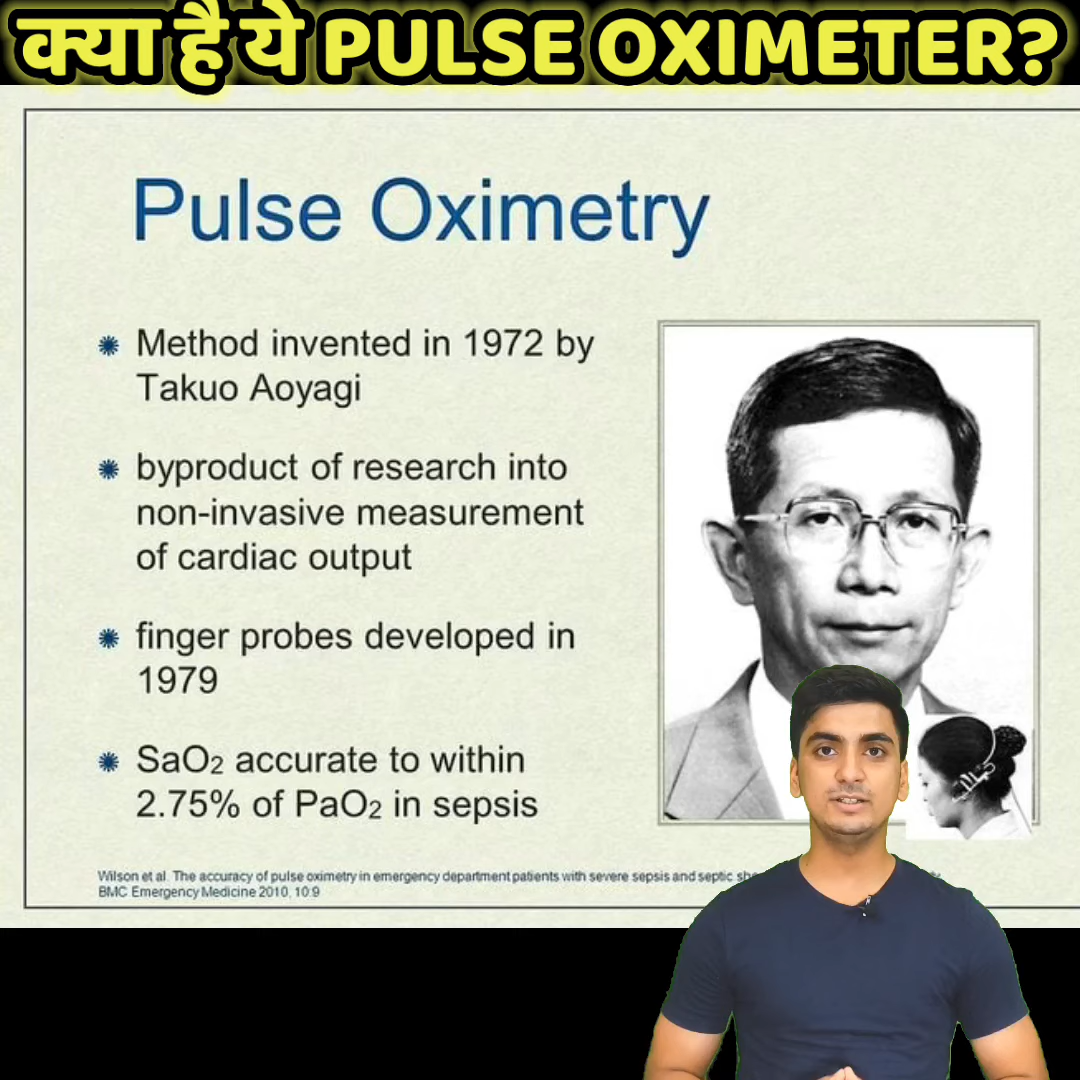 क्या है ये PULSE OXIMETER?
Pulse Oximetry
Method invented in 1972 by
Takuo Aoyagi
byproduct of research into
non-invasive measurement
of cardiac output
finger probes developed in
1979
SaO2 accurate to within
2.75% of PaO2 in sepsis
Wilson et al. The accuracy of pulse oximetry in emergency department patients with severe sepsis and septic
BMC Emergency Medicine 2010, 10:9